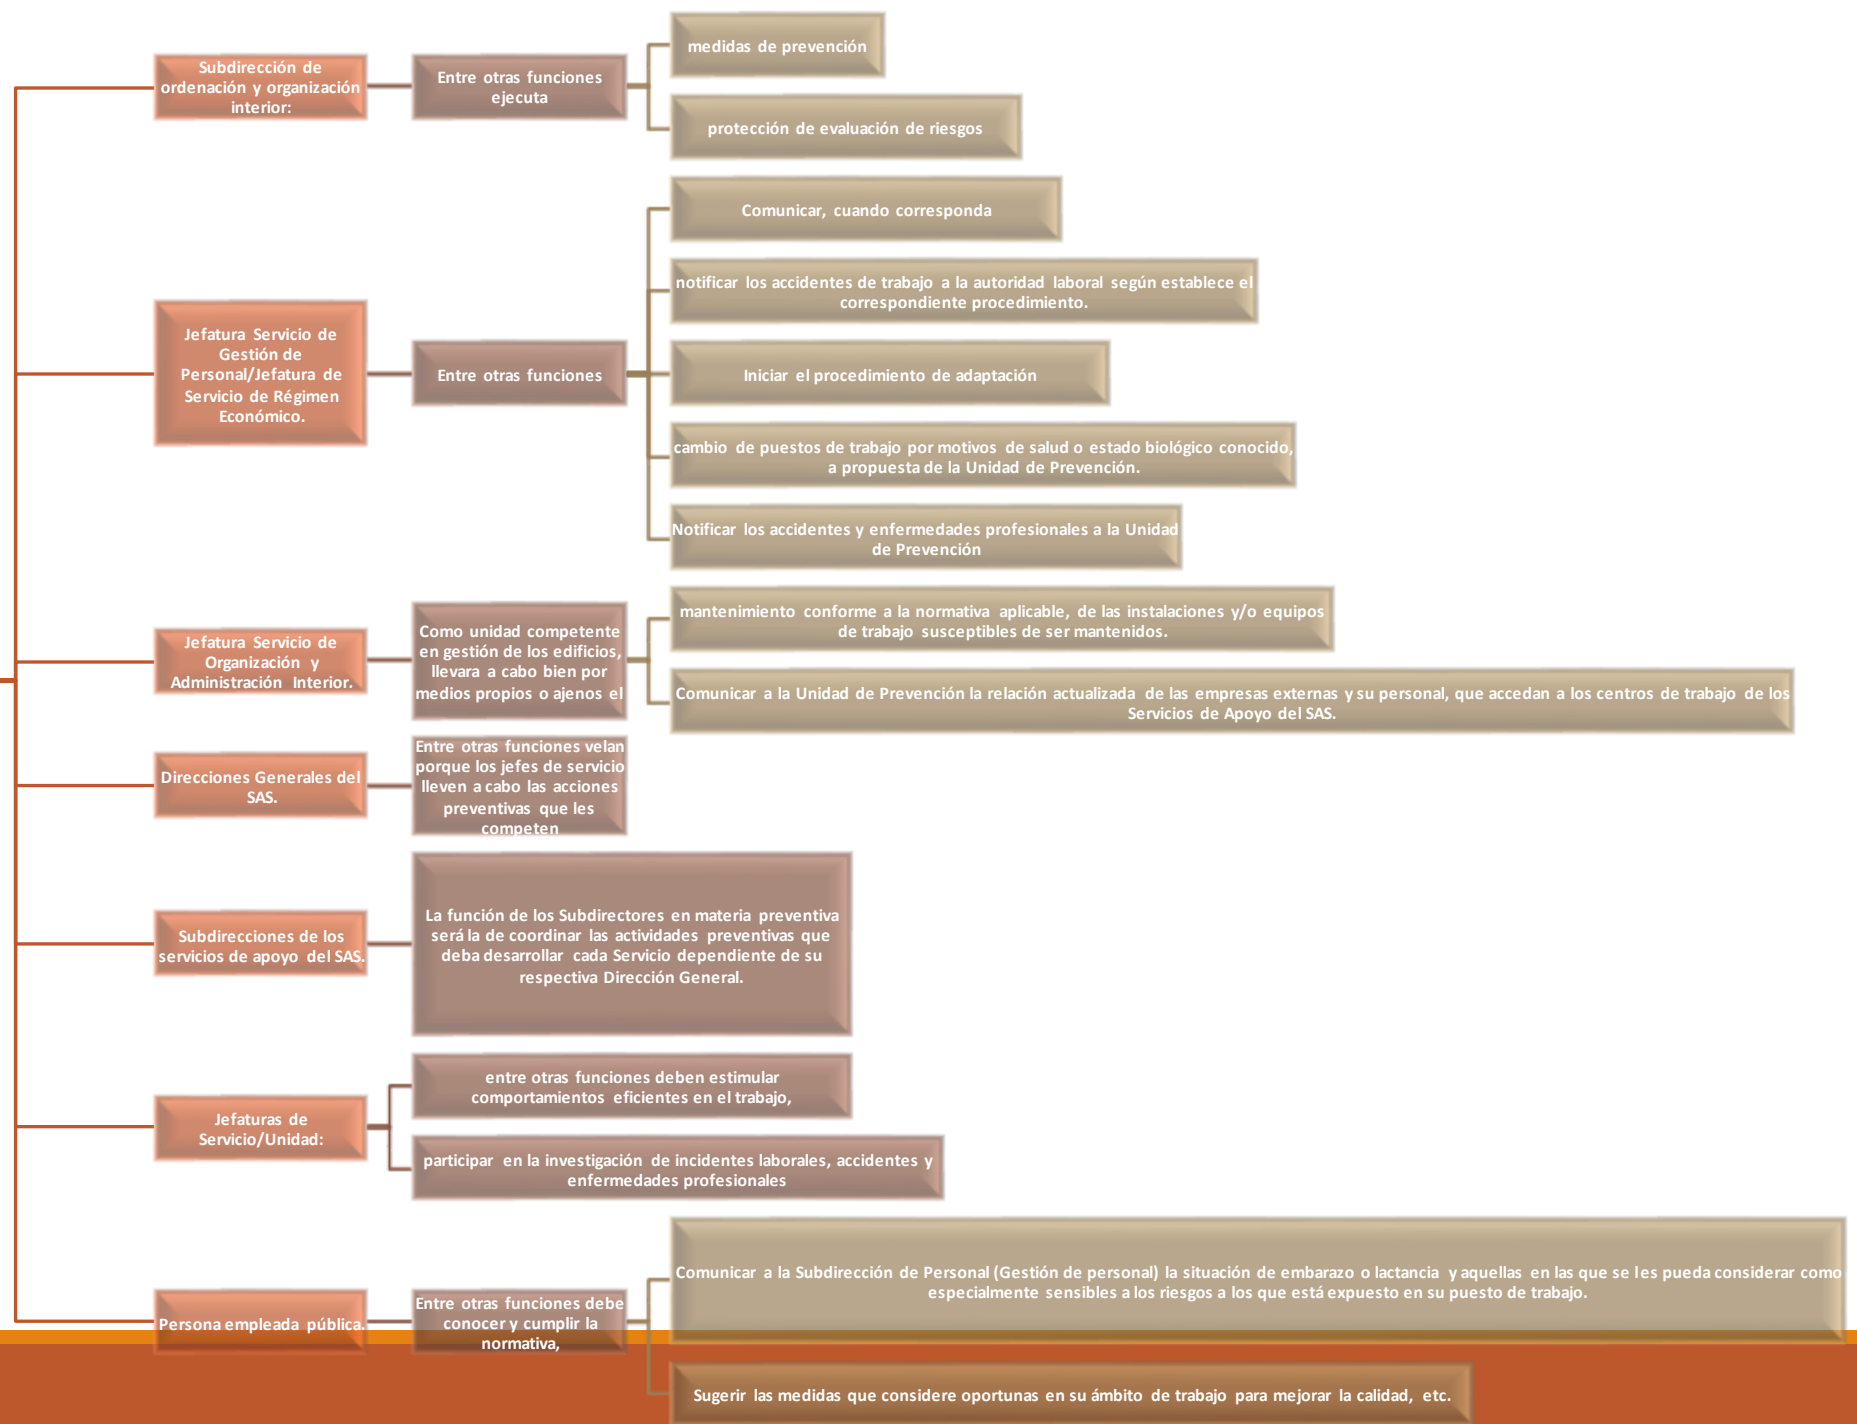 Subdirección de
ordenación y organización
interior:
Entre otras funciones
ejecuta
medidas de prevención
protección de evaluación de riesgos
Jefatura Servicio de
Gestión de
Personal/Jefatura de
Servicio de Régimen
Económico.
Entre otras funciones
Comunicar, cuando corresponda
notificar los accidentes de trabajo a la autoridad laboral según establece el
correspondiente procedimiento.
Iniciar el procedimiento de adaptación
cambio de puestos de trabajo por motivos de salud o estado biológico conocido,
a propuesta de la Unidad de Prevención.
Notificar los accidentes y enfermedades profesionales a la Unidad
de Prevención
Jefatura Servicio de
Organización y
Administración Interior.
Como unidad competente
en gestión de los edificios,
llevara a cabo bien por
medios propios o ajenos el
mantenimiento conforme a la normativa aplicable, de las instalaciones y/o equipos
de trabajo susceptibles de ser mantenidos.
Comunicar a la Unidad de Prevención la relación actualizada de las empresas externas y su personal, que accedan a los centros de trabajo de los
Servicios de Apoyo del SAS.
Direcciones Generales del
SAS.
Entre otras funciones velan
porque los jefes de servicio
lleven a cabo las acciones
preventivas que les
competen
Subdirecciones de los
servicios de apoyo del SAS.
La función de los Subdirectores en materia preventiva
será la de coordinar las actividades preventivas que
deba desarrollar cada Servicio dependiente de su
respectiva Dirección General.
Jefaturas de
Servicio/Unidad:
entre otras funciones deben estimular
comportamientos eficientes en el trabajo,
participar en la investigación de incidentes laborales, accidentes y
enfermedades profesionales
Persona empleada pública.
Entre otras funciones debe
conocer y cumplir la
normativa,
Comunicar a la Subdirección de Personal (Gestión de personal) la situación de embarazo o lactancia y aquellas en las que se les pueda considerar como
especialmente sensibles a los riesgos a los que está expuesto en su puesto de trabajo.
Sugerir las medidas que considere oportunas en su ámbito de trabajo para mejorar la calidad, etc.